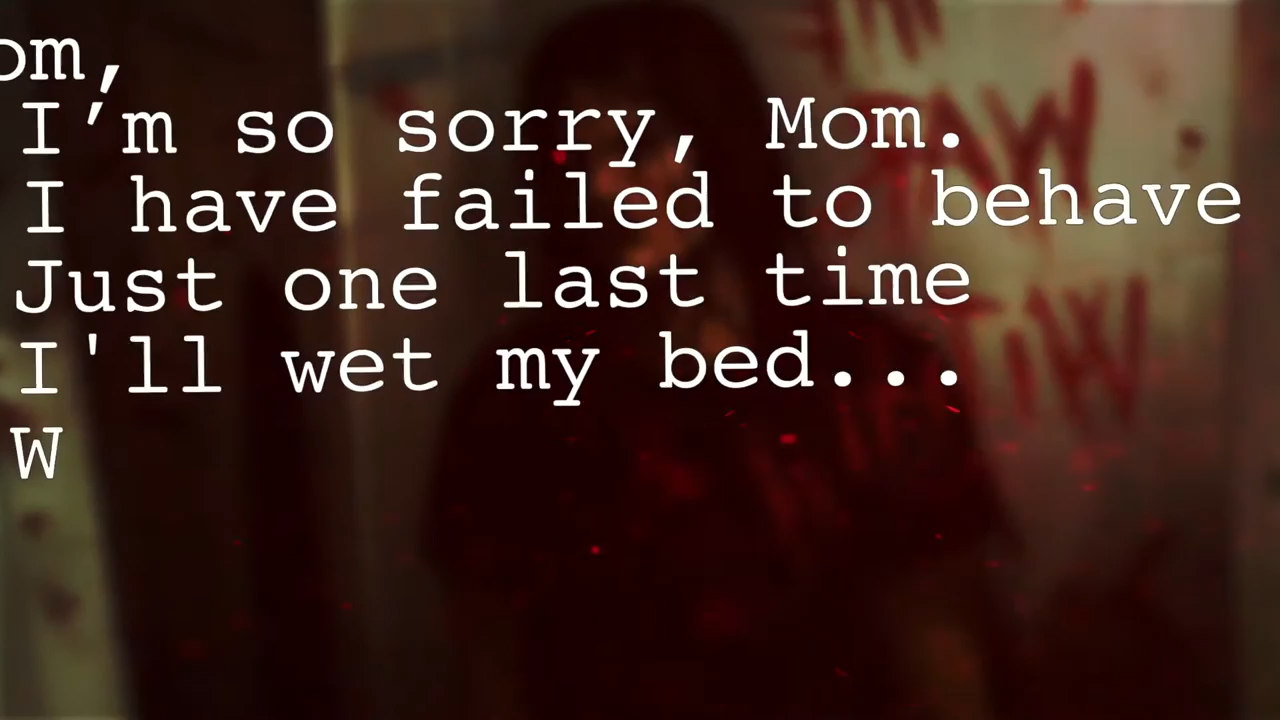 om,
I’m so sorry, Mom.
I have failed to behave
Just one last time
I'll wet my bed...
W